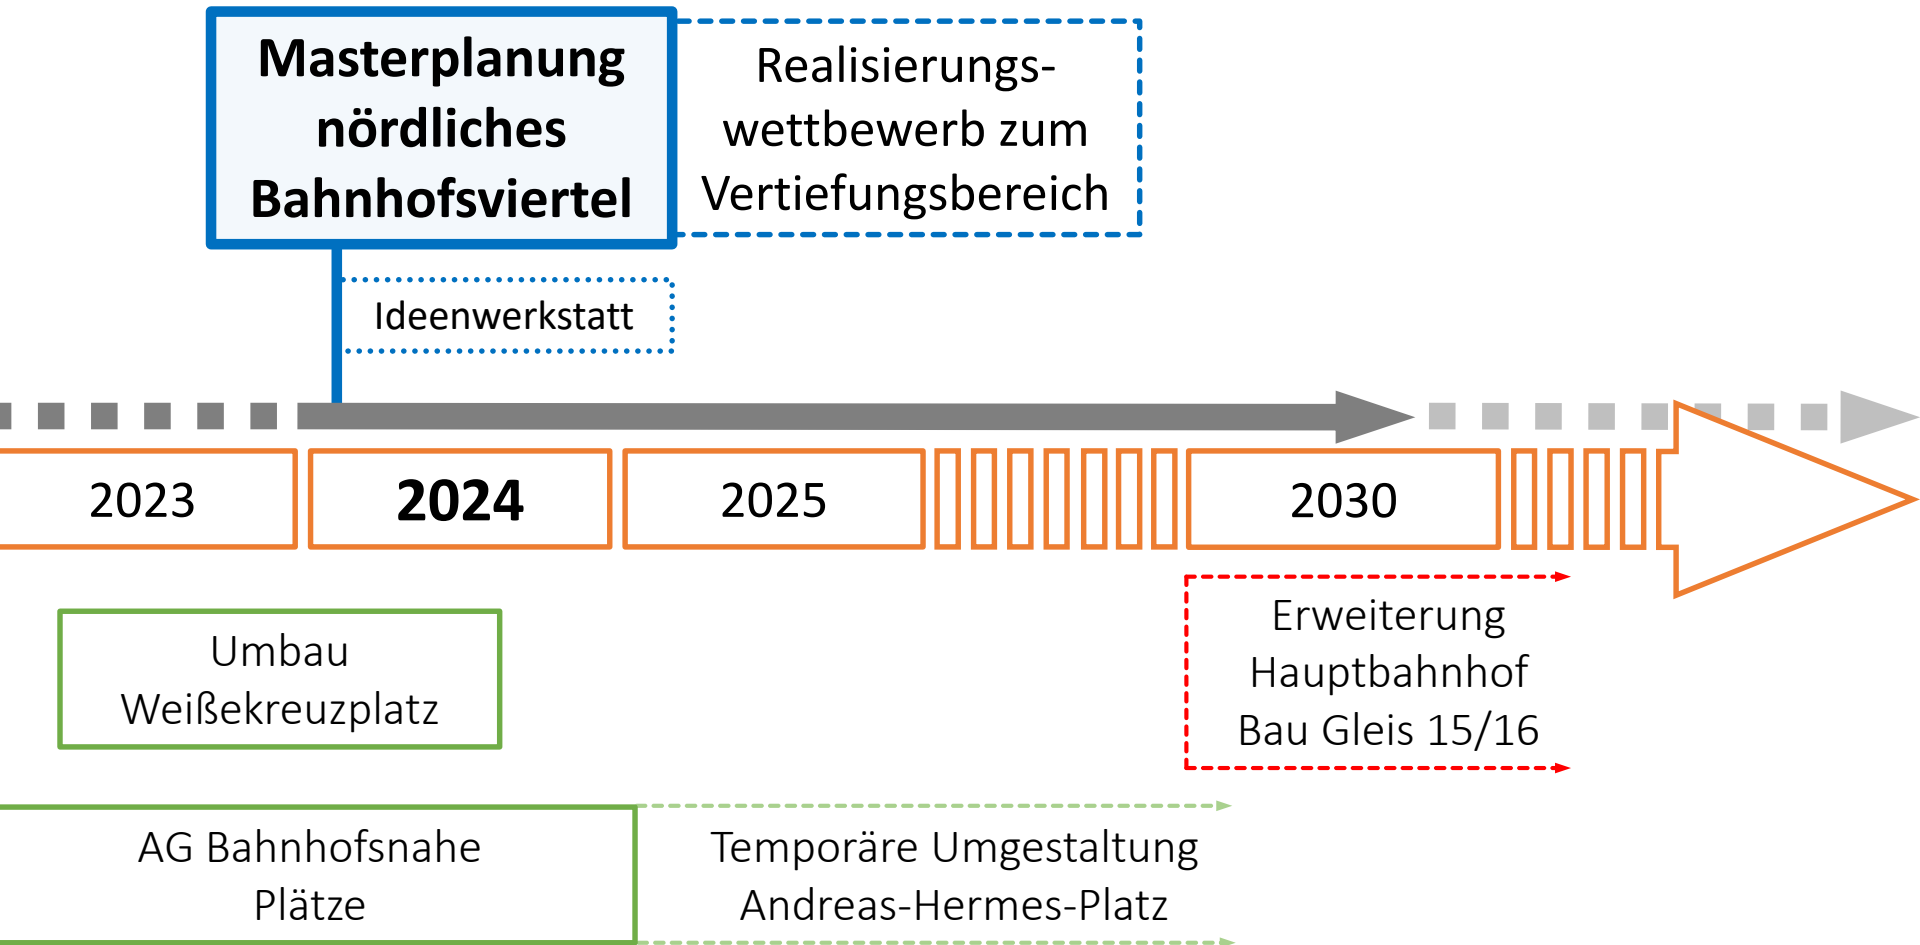 Masterplanung
nördliches
Bahnhofsviertel
Realisierungs-
wettbewerb zum
Vertiefungsbereich
Ideenwerkstatt
2023
2024
2025
2030
Umbau
Weißekreuzplatz
Erweiterung
Hauptbahnhof
Bau Gleis 15/16
AG Bahnhofsnahe
Plätze
Temporäre Umgestaltung
Andreas-Hermes-Platz